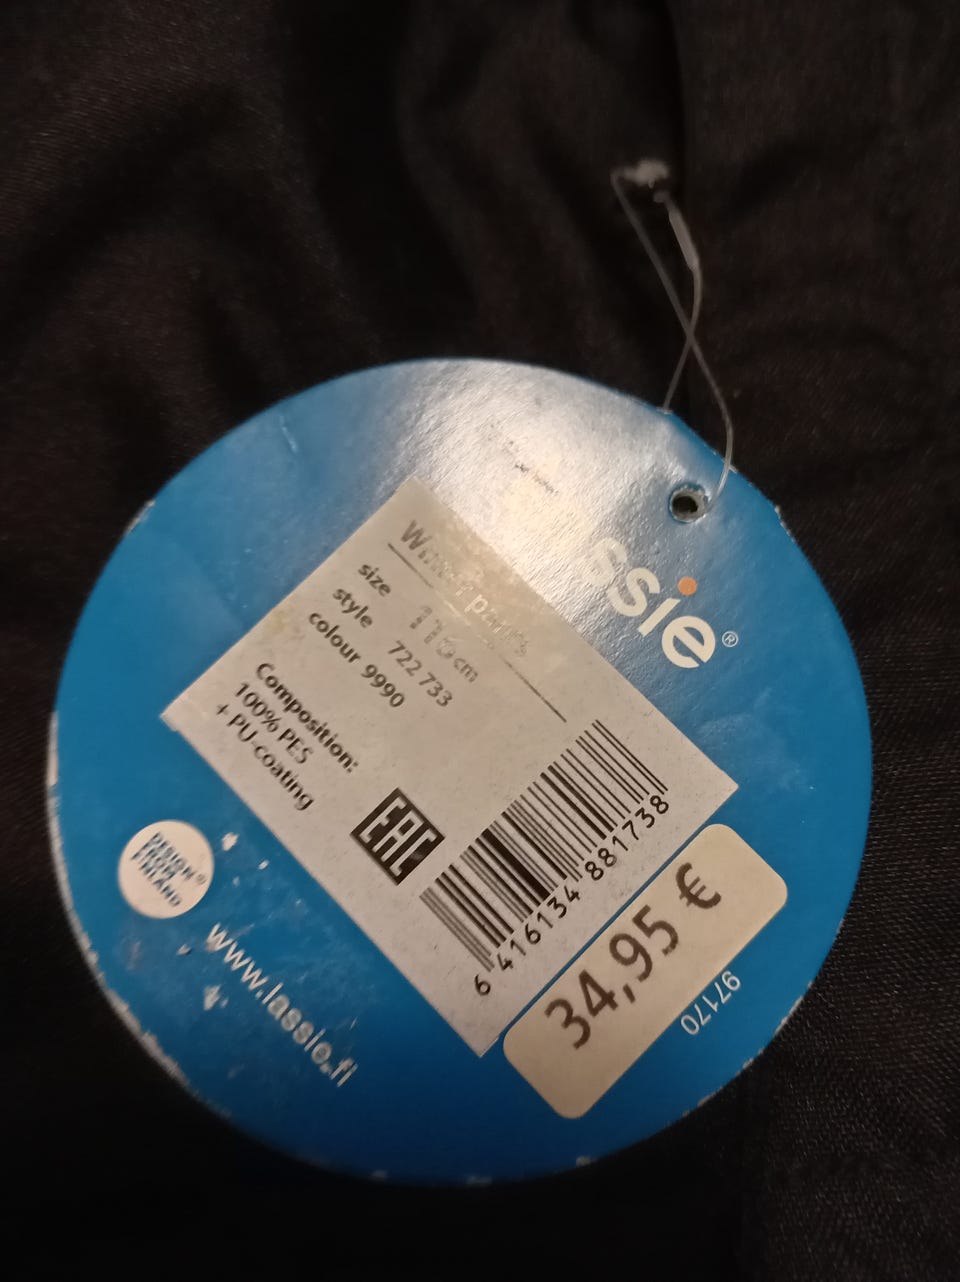 ssie®
Winter pants
size 116 cm
style 722 733
colour 9990
Composition:
100% PES
+ PU-coating
EAC
6 416134 881738
34,95 €
97170
DESIGN
FROM
FINLAND
www.lassie.fi